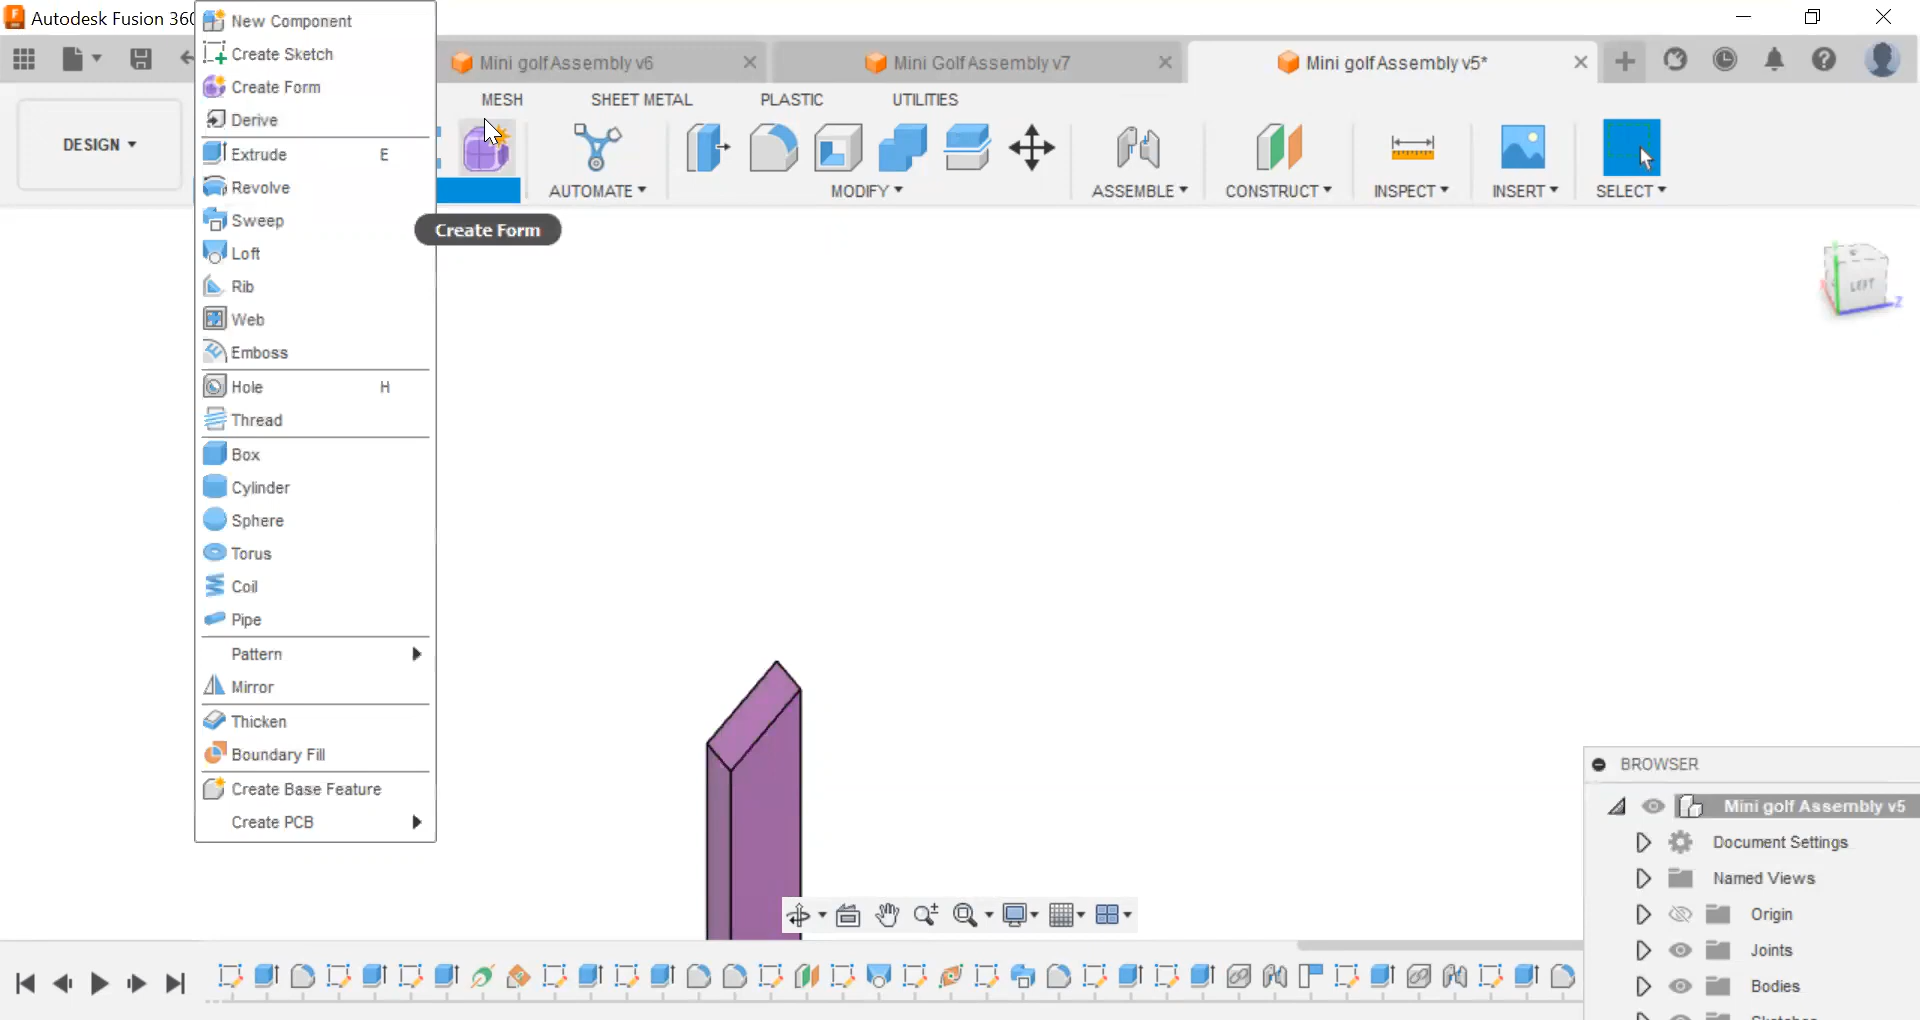 Autodesk Fusion 360
Mini golf Assembly v6
Mini Golf Assembly v7
Mini golf Assembly v5*
MESH
SHEET METAL
PLASTIC
UTILITIES
DESIGN
AUTOMATE
MODIFY
ASSEMBLE
CONSTRUCT
INSPECT
INSERT
SELECT
New Component
Create Sketch
Create Form
Derive
Extrude E
Revolve
Sweep
Loft
Rib
Web
Emboss
Hole H
Thread
Box
Cylinder
Sphere
Torus
Coil
Pipe
Pattern
Mirror
Thicken
Boundary Fill
Create Base Feature
Create PCB
Create Form
LEFT
Z
BROWSER
Mini golf Assembly v5
Document Settings
Named Views
Origin
Joints
Bodies